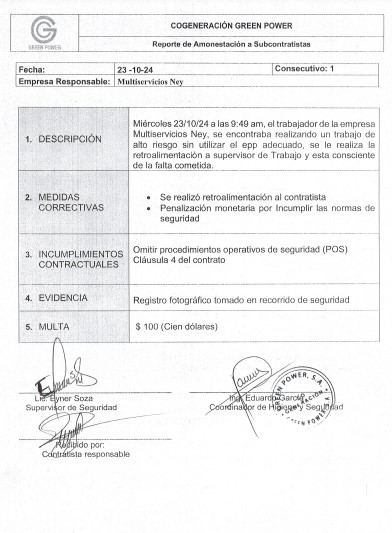 COGENERACIÓN GREEN POWER
GREEN POWER
Reporte de Amonestación a Subcontratistas
Fecha: 23 -10-24 Consecutivo: 1
Empresa Responsable: Multiservicios Ney
1. DESCRIPCIÓN
Miércoles 23/10/24 a las 9:49 am, el trabajador de la empresa
Multiservicios Ney, se encontraba realizando un trabajo de
alto riesgo sin utilizar el epp adecuado, se le realiza la
retroalimentación a supervisor de Trabajo y esta consciente
de la falta cometida.
2. MEDIDAS
CORRECTIVAS
• Se realizó retroalimentación al contratista
• Penalización monetaria por Incumplir las normas de
seguridad
3. INCUMPLIMIENTOS
CONTRACTUALES
Omitir procedimientos operativos de seguridad (POS)
Cláusula 4 del contrato
4. EVIDENCIA
Registro fotográfico tomado en recorrido de seguridad
5. MULTA
$ 100 (Cien dólares)
Lic. Eyner Soza
Supervisor de Seguridad
Ing. Eduardo García
Coordinador de Higiene y Seguridad
GREEN POWER, S.A.
Recibido por:
Contratista responsable